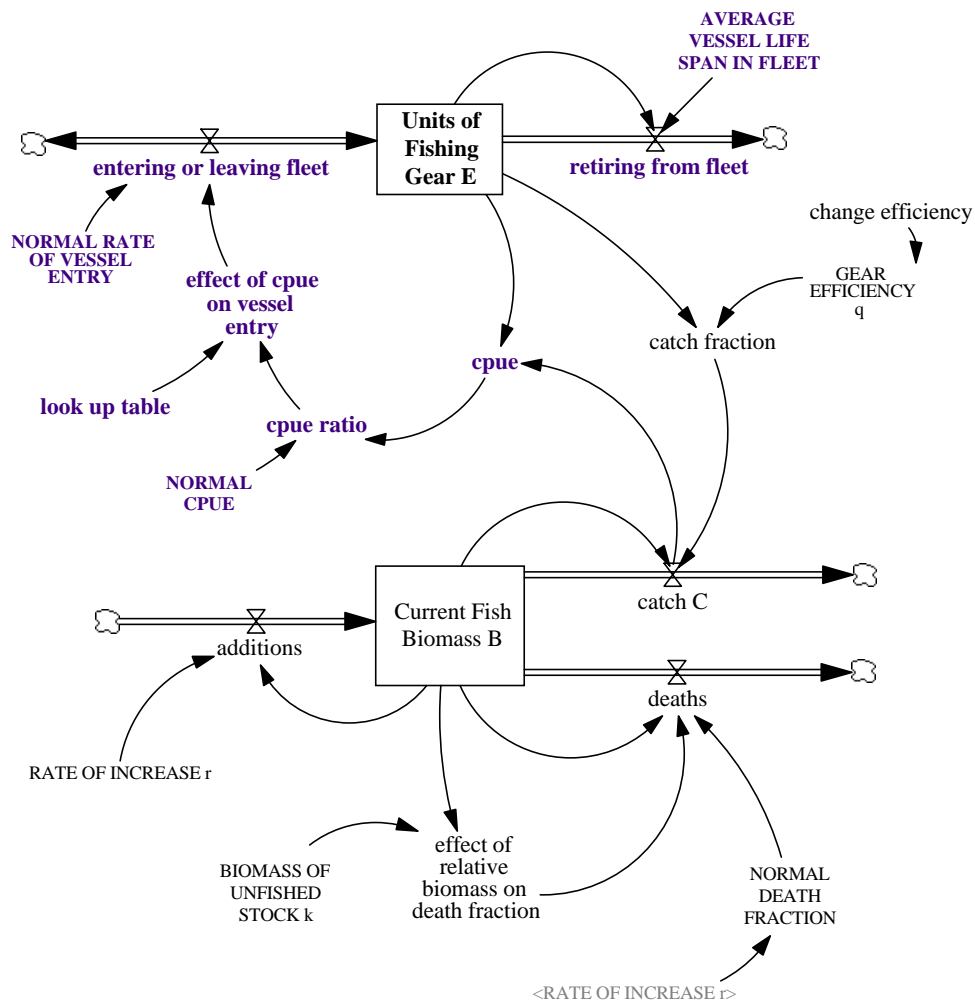 AVERAGE
VESSEL LIFE
SPAN IN FLEET
Units of
Fishing
Gear E
entering or leaving fleet
retiring from fleet
NORMAL RATE
OF VESSEL
ENTRY
change efficiency
effect of cpue
on vessel
entry
GEAR
EFFICIENCY
q
catch fraction
cpue
look up table
cpue ratio
NORMAL
CPUE
catch C
Current Fish
Biomass B
additions
deaths
RATE OF INCREASE r
effect of
relative
biomass on
death fraction
BIOMASS OF
UNFISHED
STOCK k
NORMAL
DEATH
FRACTION
<RATE OF INCREASE r>